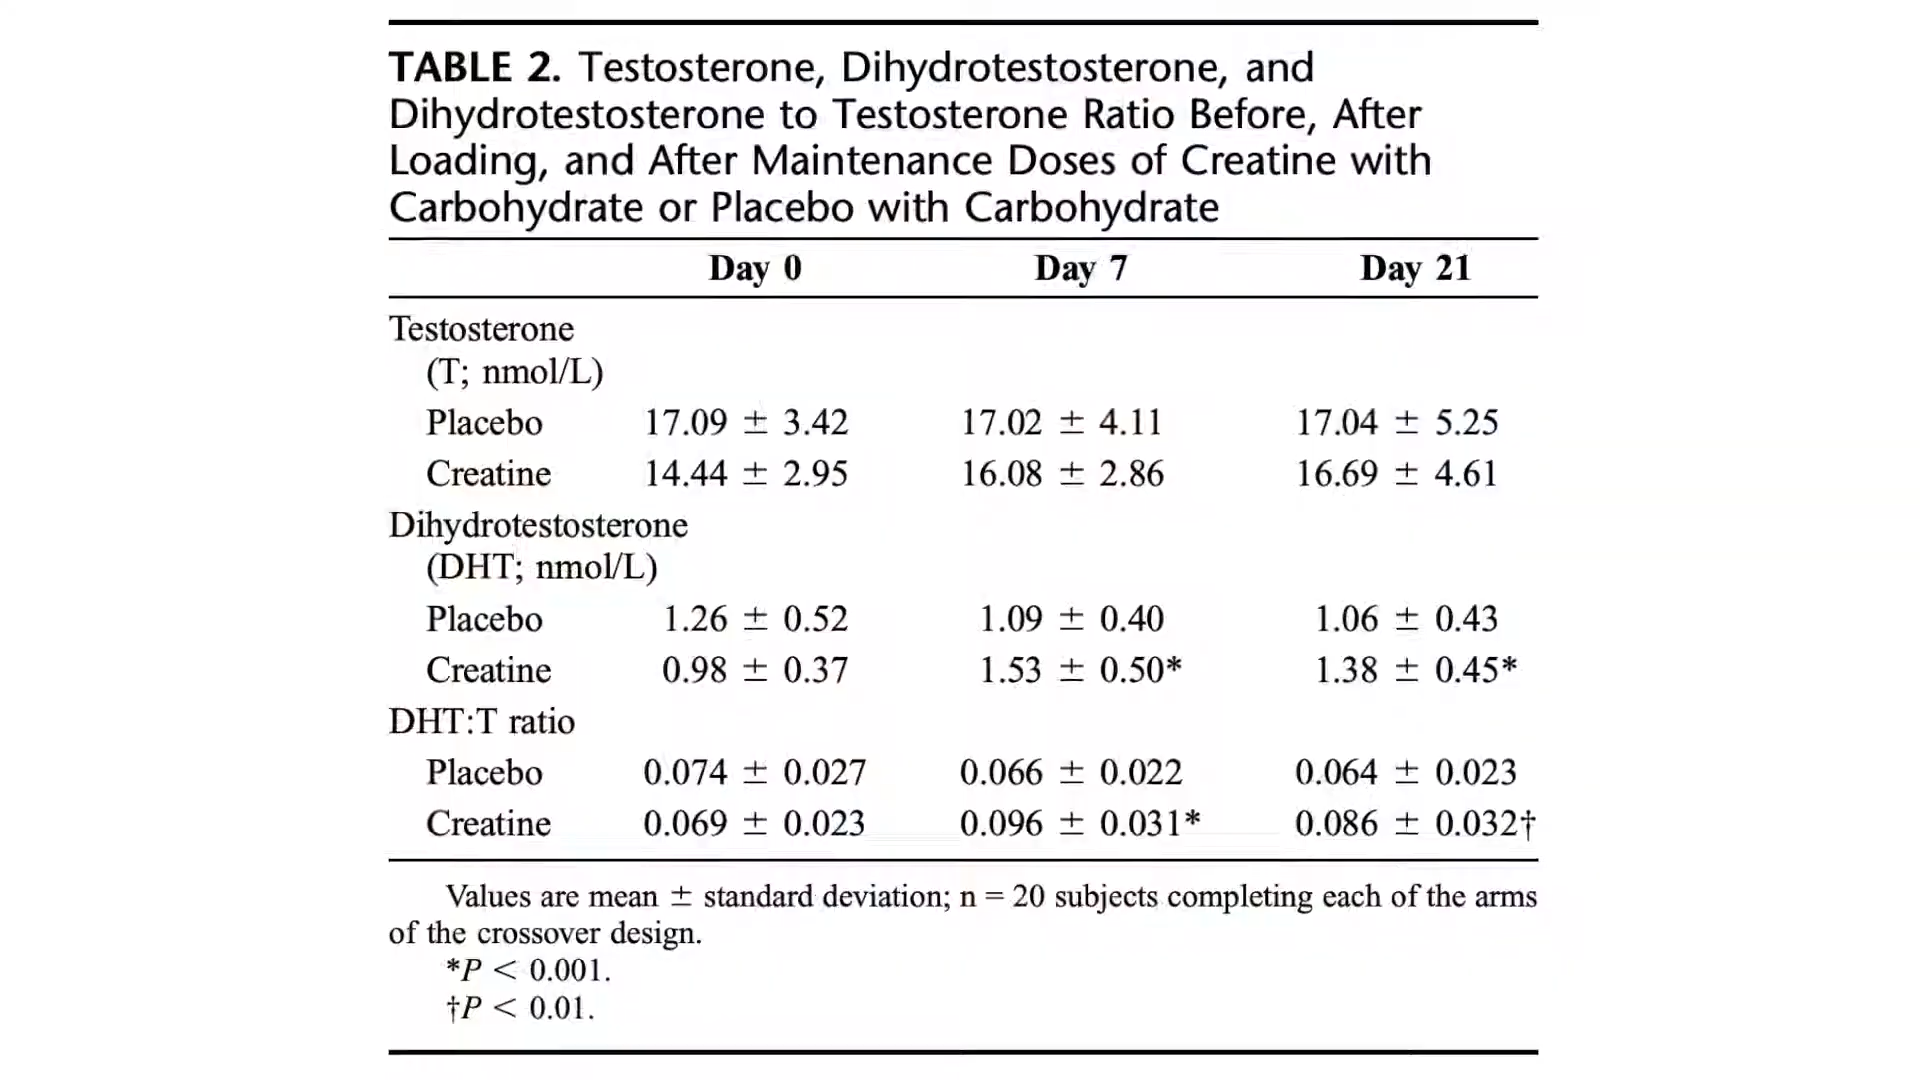 TABLE 2. Testosterone, Dihydrotestosterone, and
Dihydrotestosterone to Testosterone Ratio Before, After
Loading, and After Maintenance Doses of Creatine with
Carbohydrate or Placebo with Carbohydrate
Day 0 Day 7 Day 21
Testosterone
(T; nmol/L)
Placebo 17.09 ± 3.42 17.02 ± 4.11 17.04 ± 5.25
Creatine 14.44 ± 2.95 16.08 ± 2.86 16.69 ± 4.61
Dihydrotestosterone
(DHT; nmol/L)
Placebo 1.26 ± 0.52 1.09 ± 0.40 1.06 ± 0.43
Creatine 0.98 ± 0.37 1.53 ± 0.50* 1.38 ± 0.45*
DHT:T ratio
Placebo 0.074 ± 0.027 0.066 ± 0.022 0.064 ± 0.023
Creatine 0.069 ± 0.023 0.096 ± 0.031* 0.086 ± 0.032†
Values are mean ± standard deviation; n = 20 subjects completing each of the arms
of the crossover design.
*P < 0.001.
†P < 0.01.